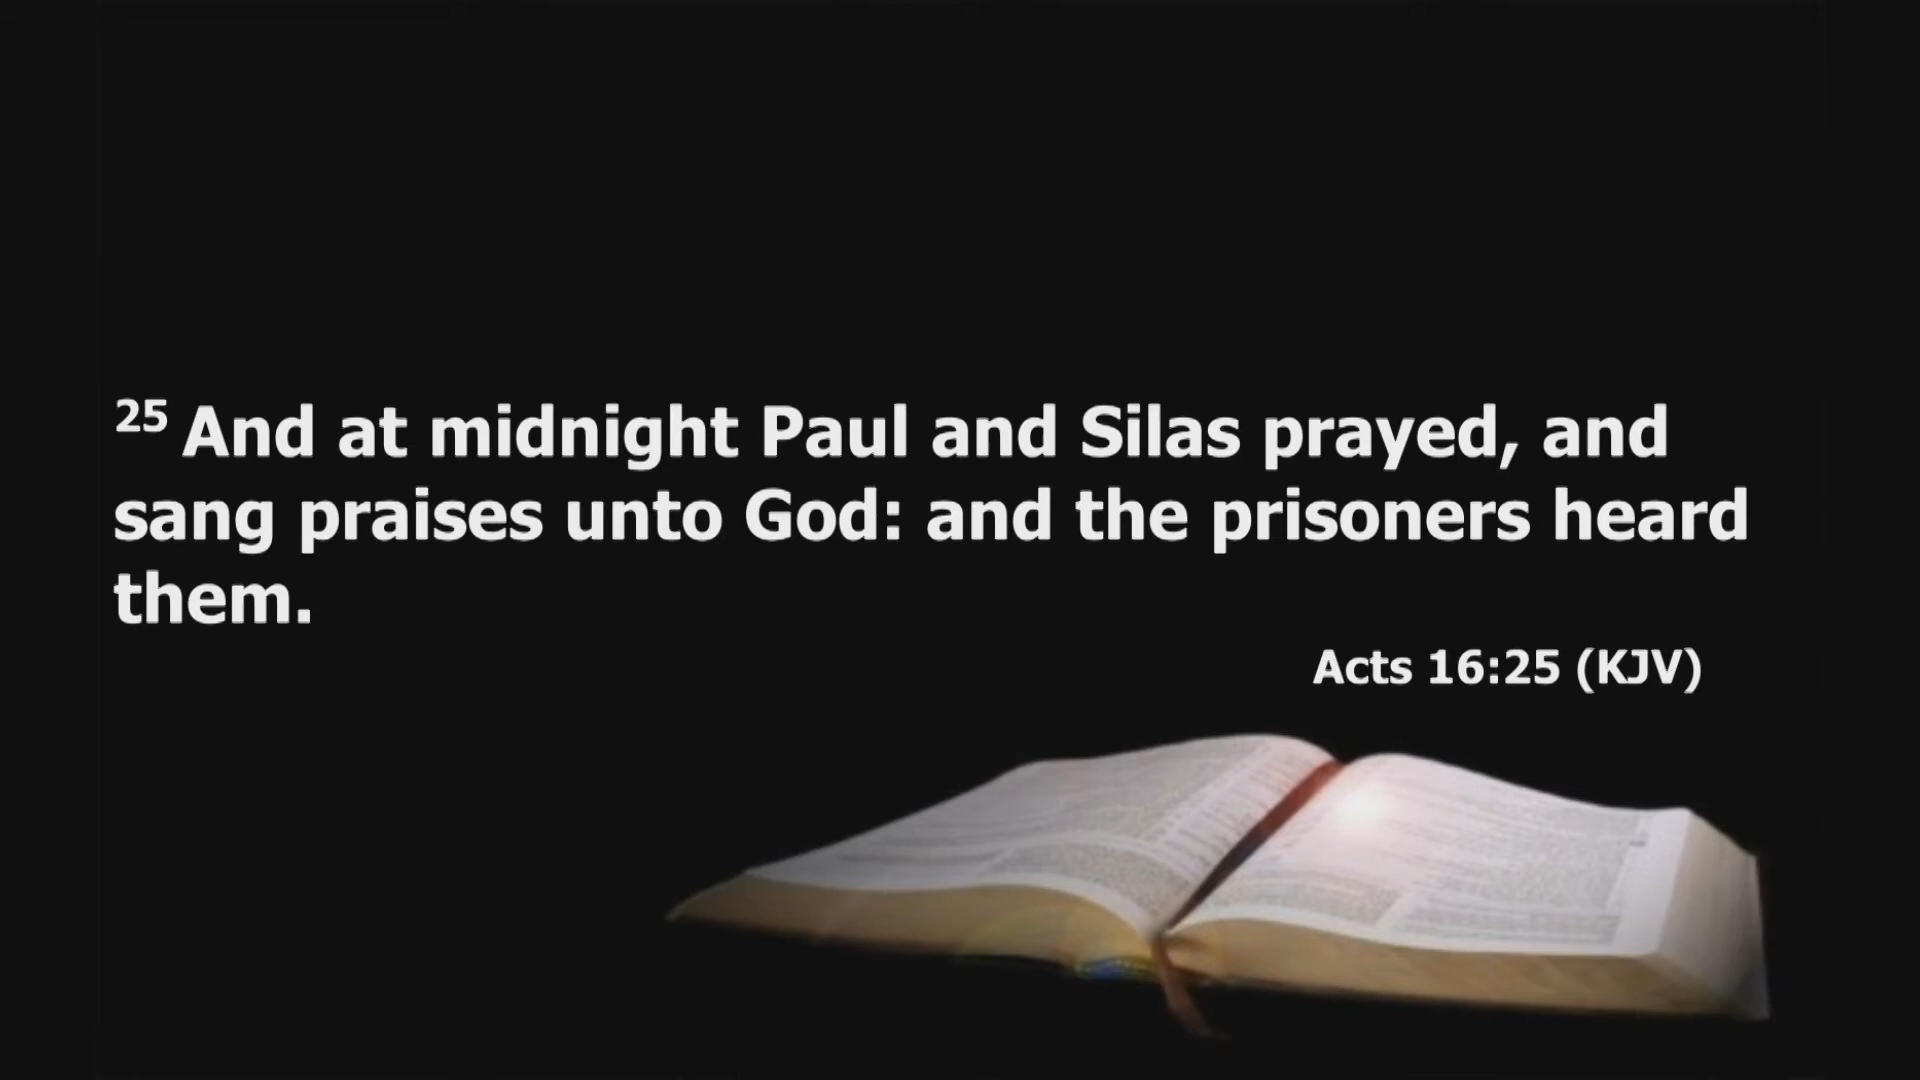 25 And at midnight Paul and Silas prayed, and
sang praises unto God: and the prisoners heard
them.
Acts 16:25 (KJV)